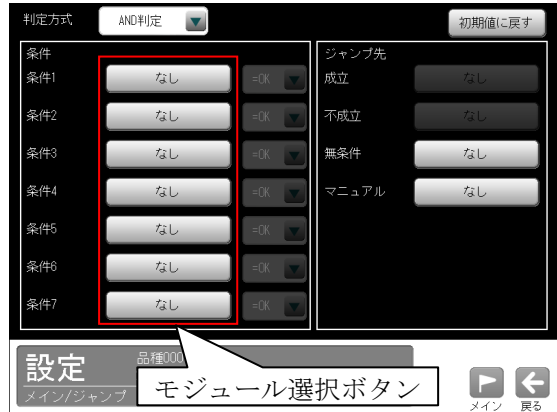 判定方式 AND判定 初期値に戻す
条件
条件1 なし =OK
条件2 なし =OK
条件3 なし =OK
条件4 なし =OK
条件5 なし =OK
条件6 なし =OK
条件7 なし =OK
ジャンプ先
成立 なし
不成立 なし
無条件 なし
マニュアル なし
設定 品種000
メイン/ジャンプ
モジュール選択ボタン
メイン 戻る